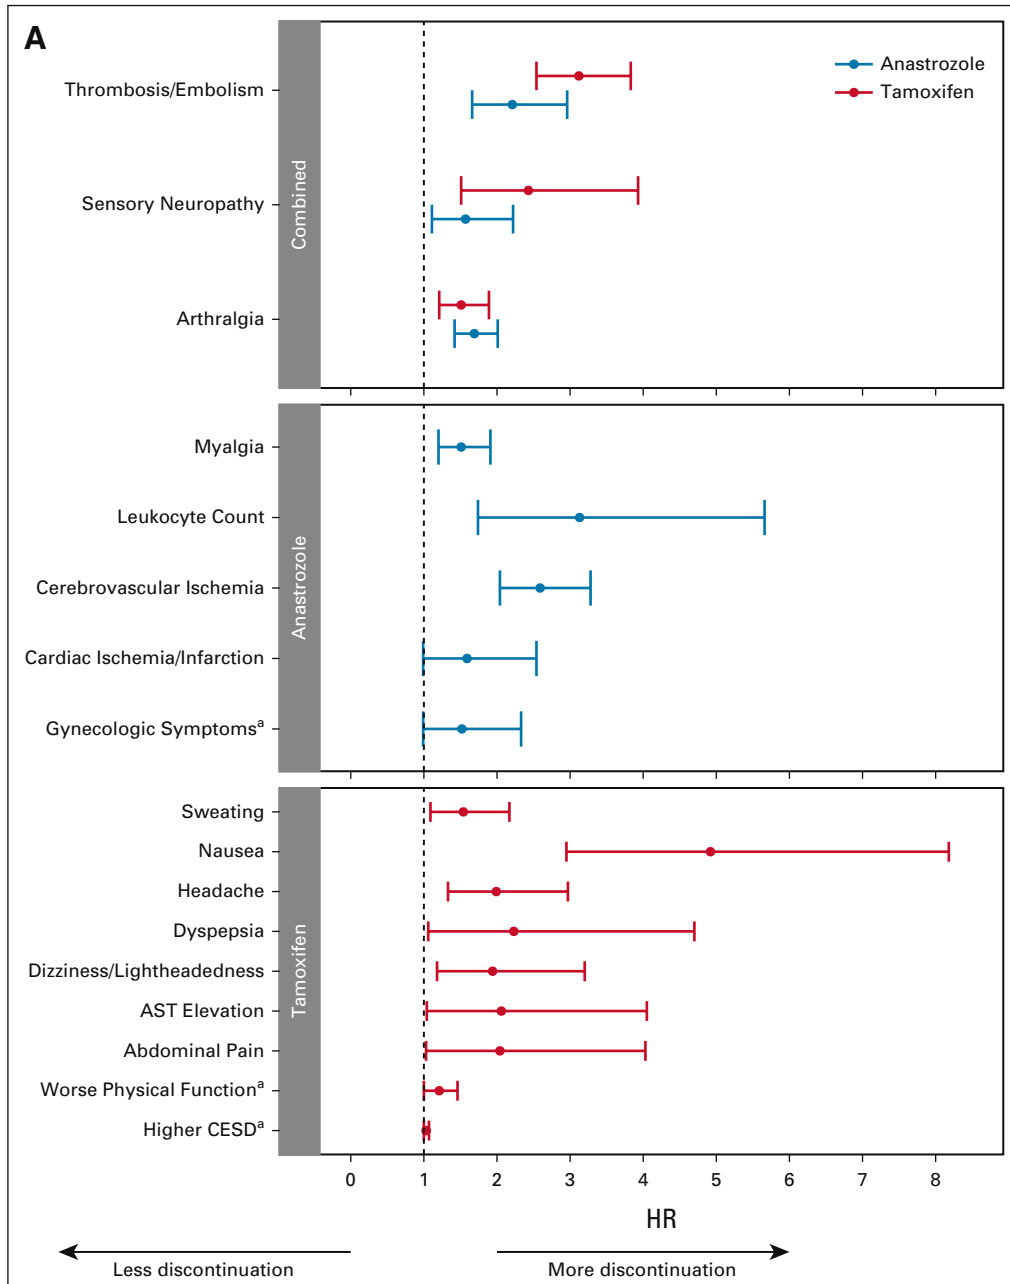 A
Anastrozole
Tamoxifen
Combined
Thrombosis/Embolism
Sensory Neuropathy
Arthralgia
Anastrozole
Myalgia
Leukocyte Count
Cerebrovascular Ischemia
Cardiac Ischemia/Infarction
Gynecologic Symptomsᵃ
Tamoxifen
Sweating
Nausea
Headache
Dyspepsia
Dizziness/Lightheadedness
AST Elevation
Abdominal Pain
Worse Physical Functionᵃ
Higher CESDᵃ
0 1 2 3 4 5 6 7 8
HR
Less discontinuation
More discontinuation